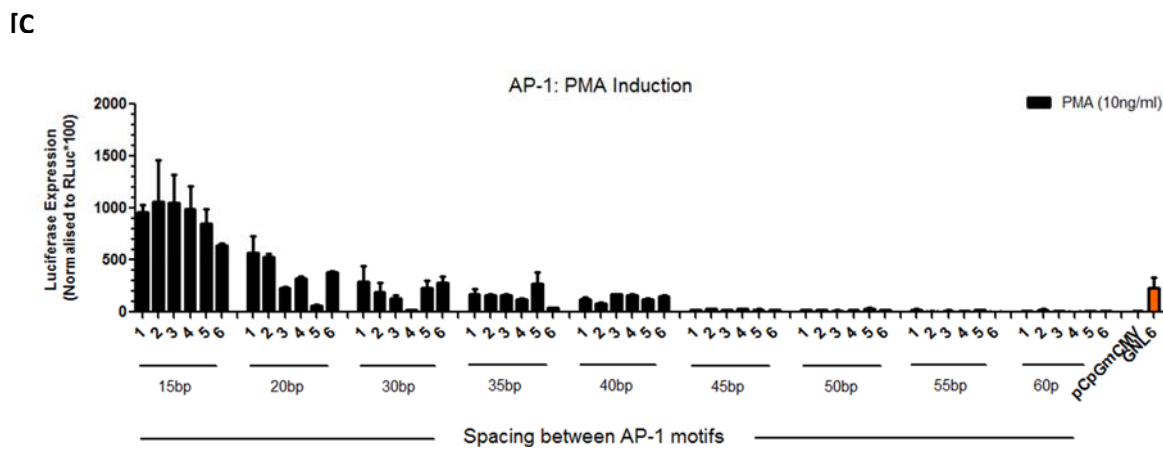 [C
AP-1: PMA Induction
PMA (10ng/ml)
Luciferase Expression
(Normalised to RLuc*100)
2000
1500
1000
500
0
1 2 3 4 5 6 1 2 3 4 5 6 1 2 3 4 5 6 1 2 3 4 5 6 1 2 3 4 5 6 1 2 3 4 5 6 1 2 3 4 5 6 1 2 3 4 5 6 1 2 3 4 5 6 pCpGmCMV GNL6
15bp 20bp 30bp 35bp 40bp 45bp 50bp 55bp 60p
Spacing between AP-1 motifs